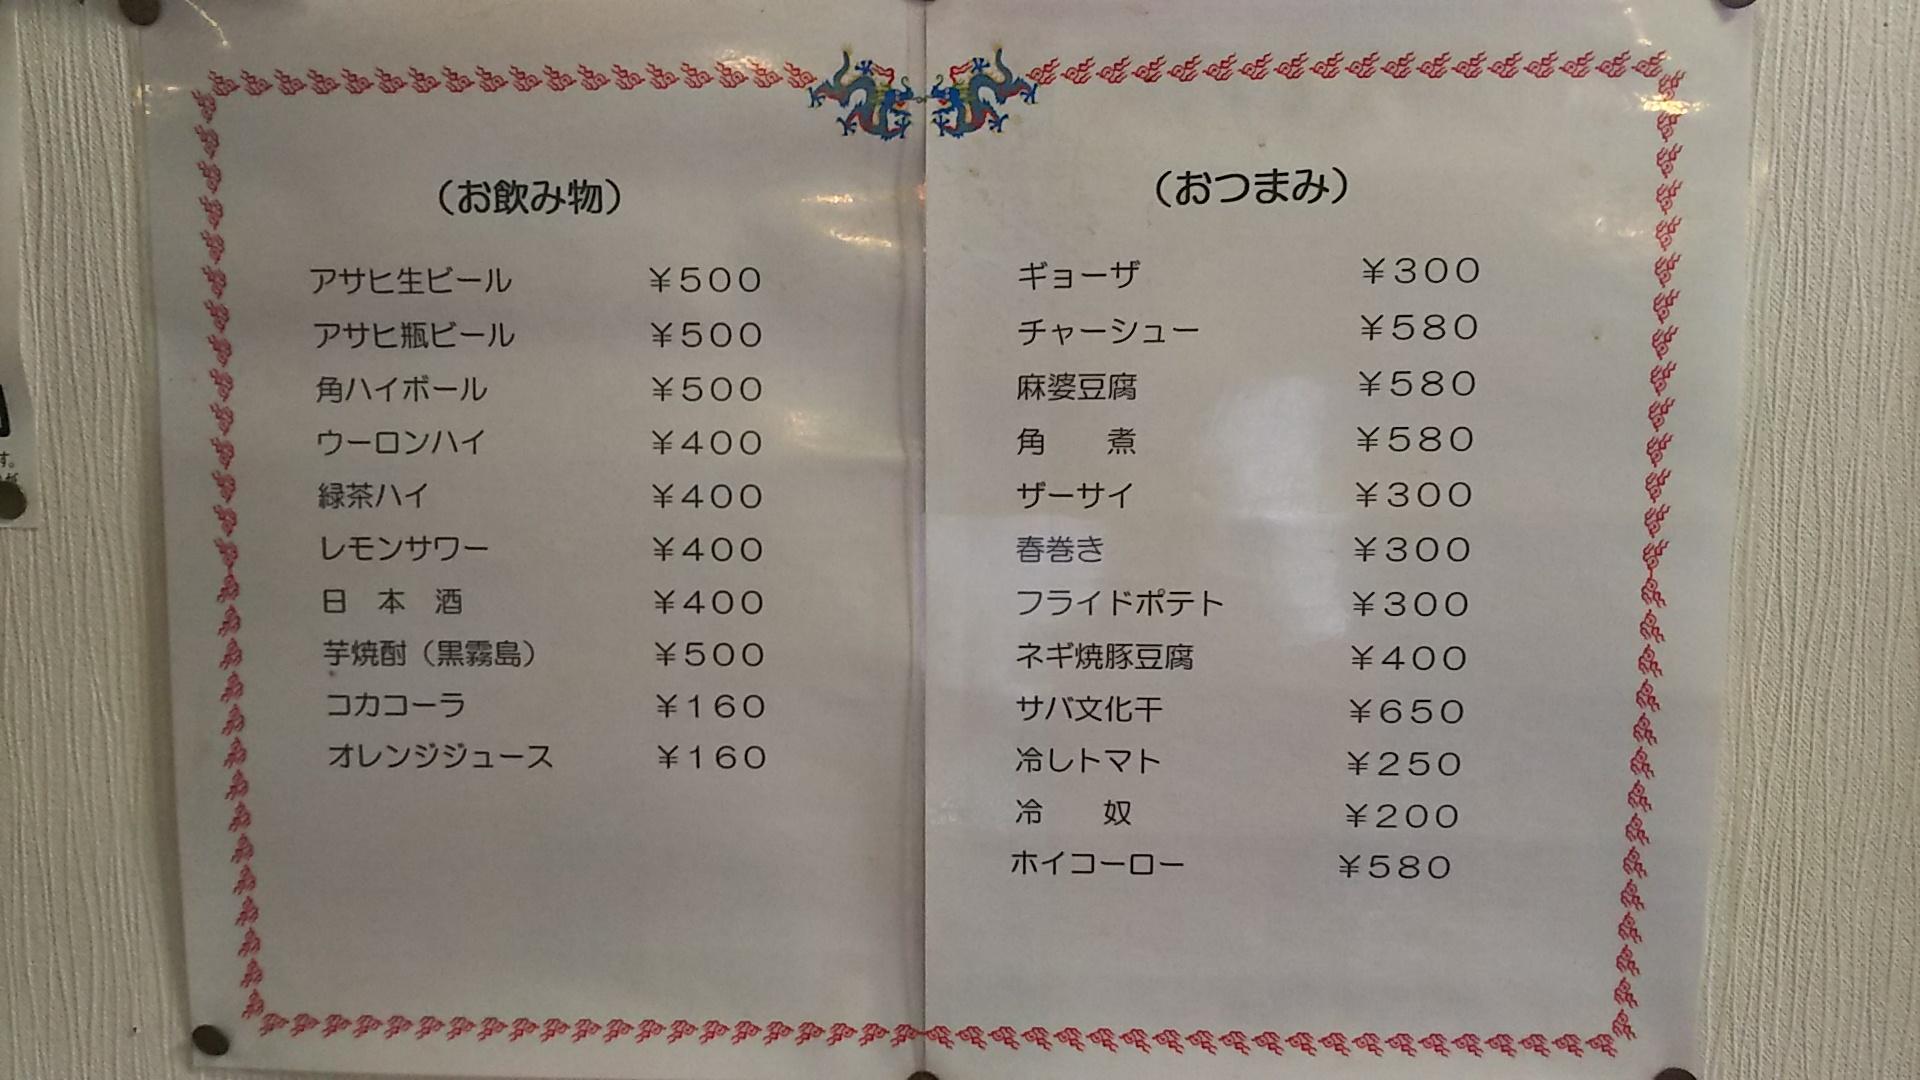 （お飲み物）
アサヒ生ビール ￥５００
アサヒ瓶ビール ￥５００
角ハイボール ￥５００
ウーロンハイ ￥４００
緑茶ハイ ￥４００
レモンサワー ￥４００
日　本　酒 ￥４００
芋焼酎（黒霧島） ￥５００
コカコーラ ￥１６０
オレンジジュース ￥１６０
（おつまみ）
ギョーザ ￥３００
チャーシュー ￥５８０
麻婆豆腐 ￥５８０
角　　煮 ￥５８０
ザーサイ ￥３００
春巻き ￥３００
フライドポテト ￥３００
ネギ焼豚豆腐 ￥４００
サバ文化干 ￥６５０
冷しトマト ￥２５０
冷　　奴 ￥２００
ホイコーロー ￥５８０
す。